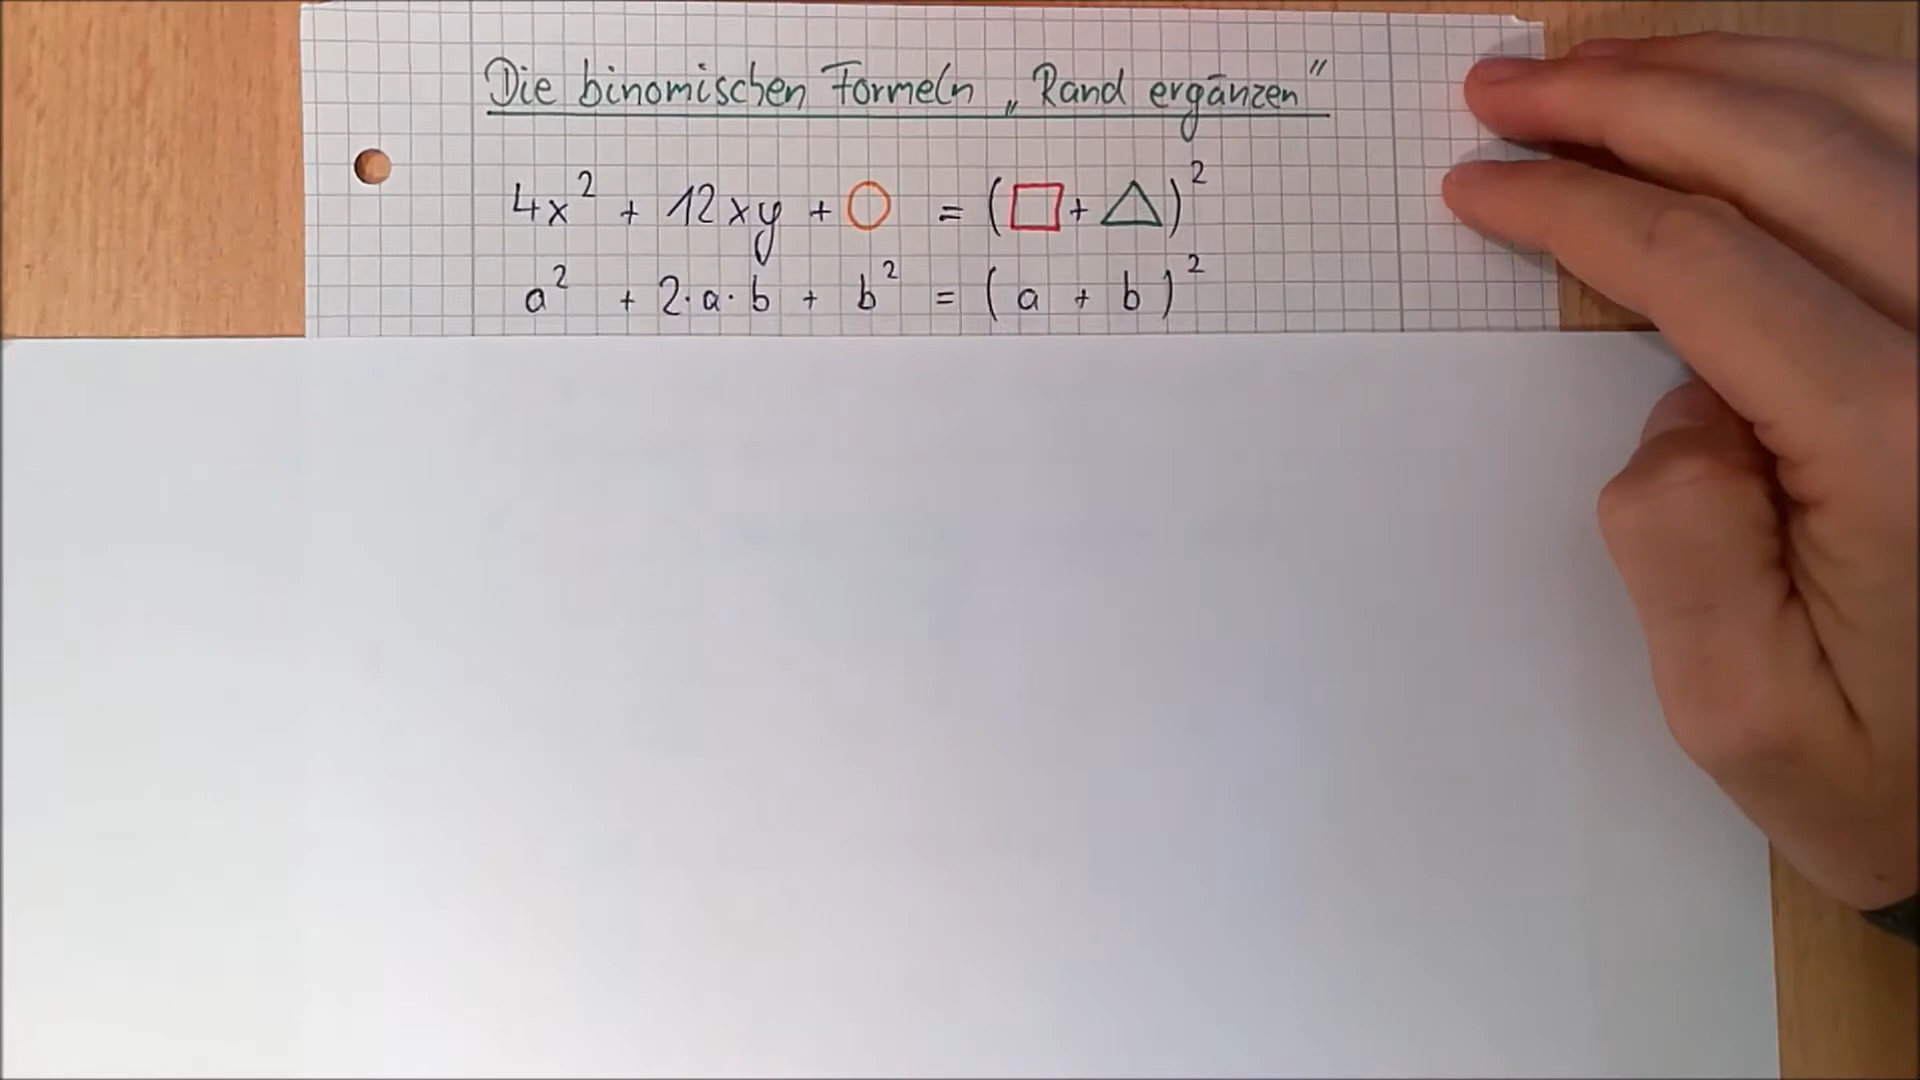 Die binomischen Formeln „Rand ergänzen"
4x² + 12xy + ○ = (□ + △)²
a² + 2·a·b + b² = (a + b)²